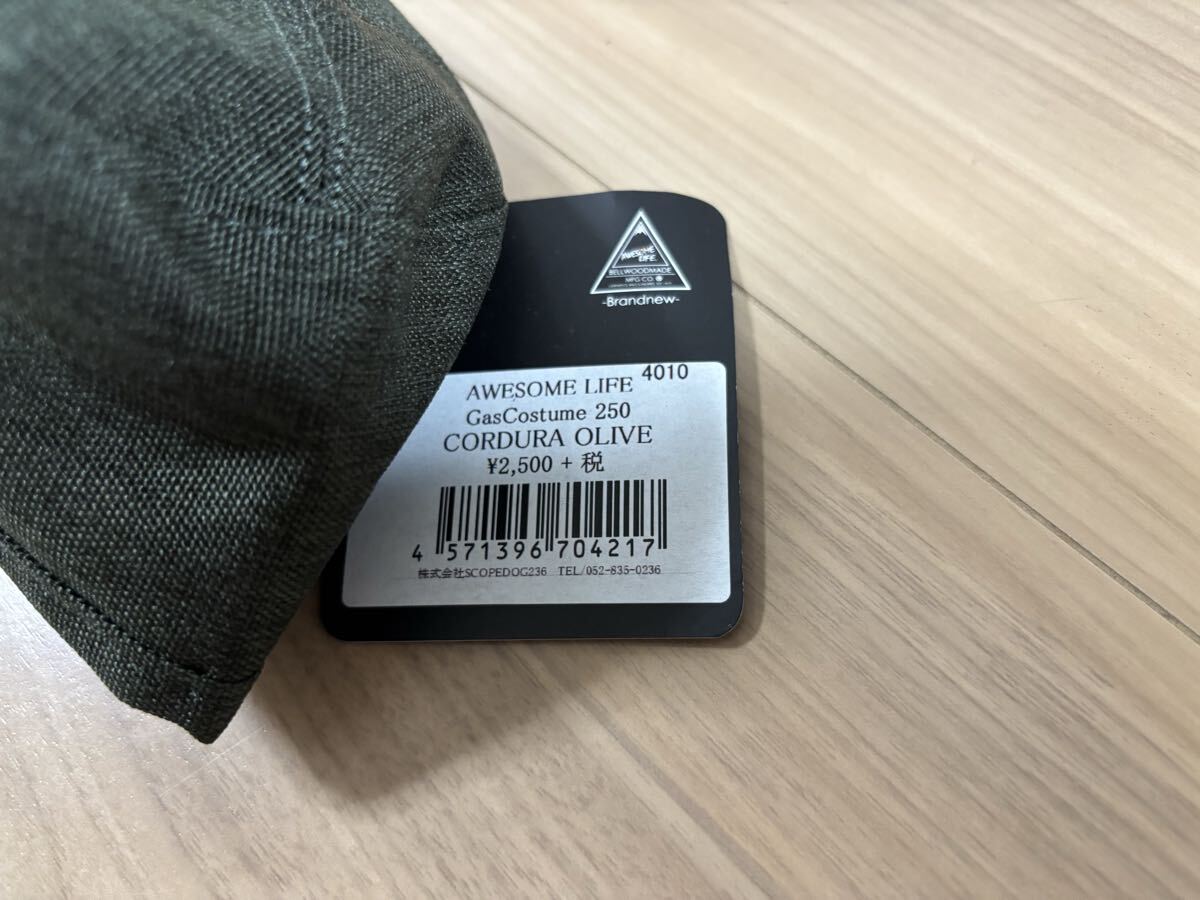 AWESOME
LIFE
BELLWOODMADE
MFG CO.
-Brandnew-
4010
AWESOME LIFE
GasCostume 250
CORDURA OLIVE
¥2,500 + 税
4 571396 704217
株式会社SCOPEDOG236 TEL/052-835-0236